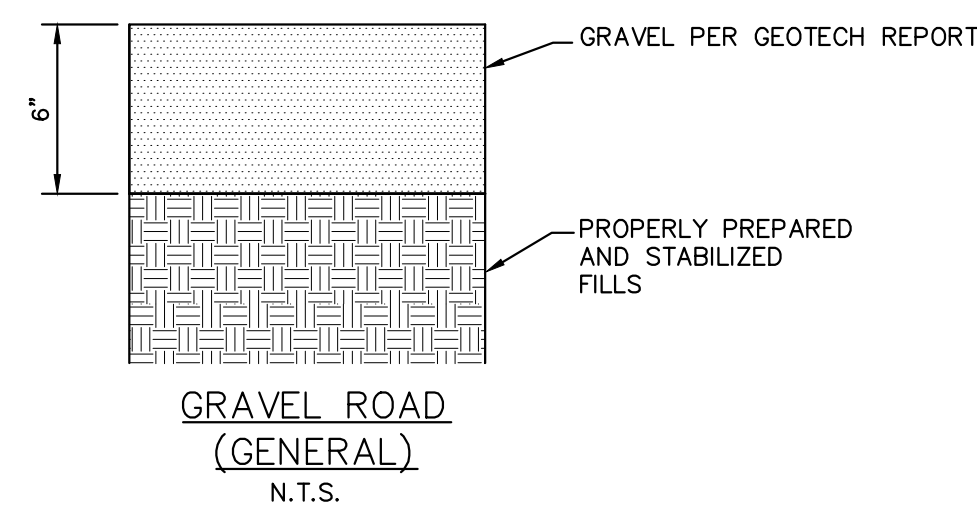 6"
GRAVEL PER GEOTECH REPORT
PROPERLY PREPARED
AND STABILIZED
FILLS
GRAVEL ROAD
(GENERAL)
N.T.S.